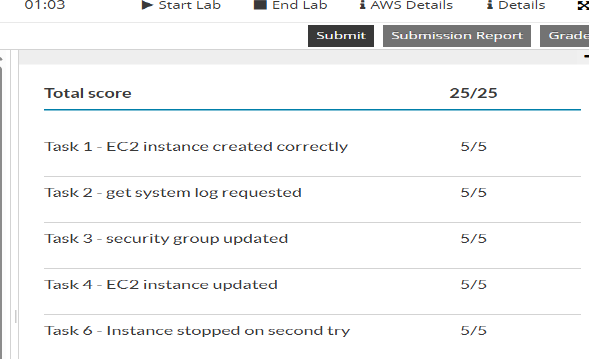 01:03 Start Lab End Lab AWS Details Details
Submit Submission Report Grade
Total score 25/25
Task 1 - EC2 instance created correctly 5/5
Task 2 - get system log requested 5/5
Task 3 - security group updated 5/5
Task 4 - EC2 instance updated 5/5
Task 6 - Instance stopped on second try 5/5